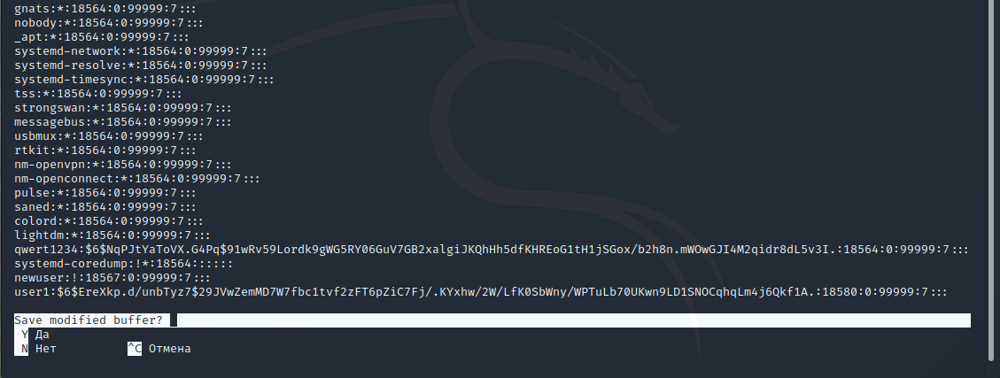 gnats:*:18564:0:99999:7:::
nobody:*:18564:0:99999:7:::
_apt:*:18564:0:99999:7:::
systemd-network:*:18564:0:99999:7:::
systemd-resolve:*:18564:0:99999:7:::
systemd-timesync:*:18564:0:99999:7:::
tss:*:18564:0:99999:7:::
strongswan:*:18564:0:99999:7:::
messagebus:*:18564:0:99999:7:::
usbmux:*:18564:0:99999:7:::
rtkit:*:18564:0:99999:7:::
nm-openvpn:*:18564:0:99999:7:::
nm-openconnect:*:18564:0:99999:7:::
pulse:*:18564:0:99999:7:::
saned:*:18564:0:99999:7:::
colord:*:18564:0:99999:7:::
lightdm:*:18564:0:99999:7:::
qwert1234:$6$NqPJtYaToVX.G4Pq$91wRv59Lordk9gWG5RY06GuV7GB2xalgiJKQhHh5dfKHREoG1tH1jSGox/b2h8n.mWOwGJI4M2qidr8dL5v3I.:18564:0:99999:7:::
systemd-coredump:!*:18564::::::
newuser:!:18567:0:99999:7:::
user1:$6$EreXkp.d/unbTyz7$29JVwZemMD7W7fbc1tvf2zFT6pZiC7Fj/.KYxhw/2W/LfK0SbWny/WPTuLb70UKwn9LD1SNOCqhqLm4j6Qkf1A.:18580:0:99999:7:::
Save modified buffer?
Y Да
N Нет ^C Отмена